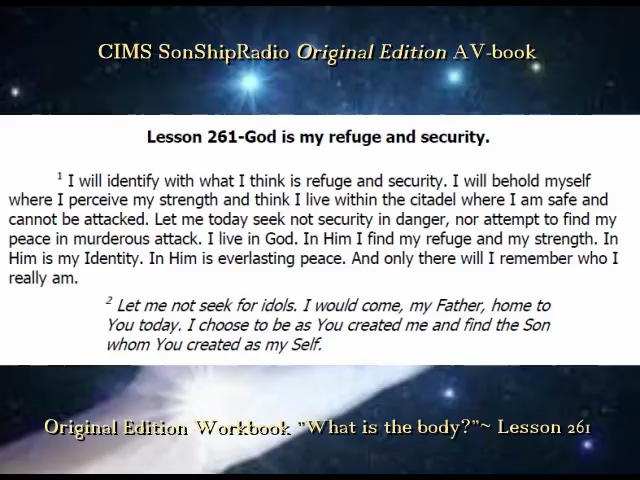 CIMS SonShipRadio Original Edition AV-book
Lesson 261-God is my refuge and security.
1 I will identify with what I think is refuge and security. I will behold myself
where I perceive my strength and think I live within the citadel where I am safe and
cannot be attacked. Let me today seek not security in danger, nor attempt to find my
peace in murderous attack. I live in God. In Him I find my refuge and my strength. In
Him is my Identity. In Him is everlasting peace. And only there will I remember who I
really am.
2 Let me not seek for idols. I would come, my Father, home to
You today. I choose to be as You created me and find the Son
whom You created as my Self.
Original Edition Workbook "What is the body?"~ Lesson 261